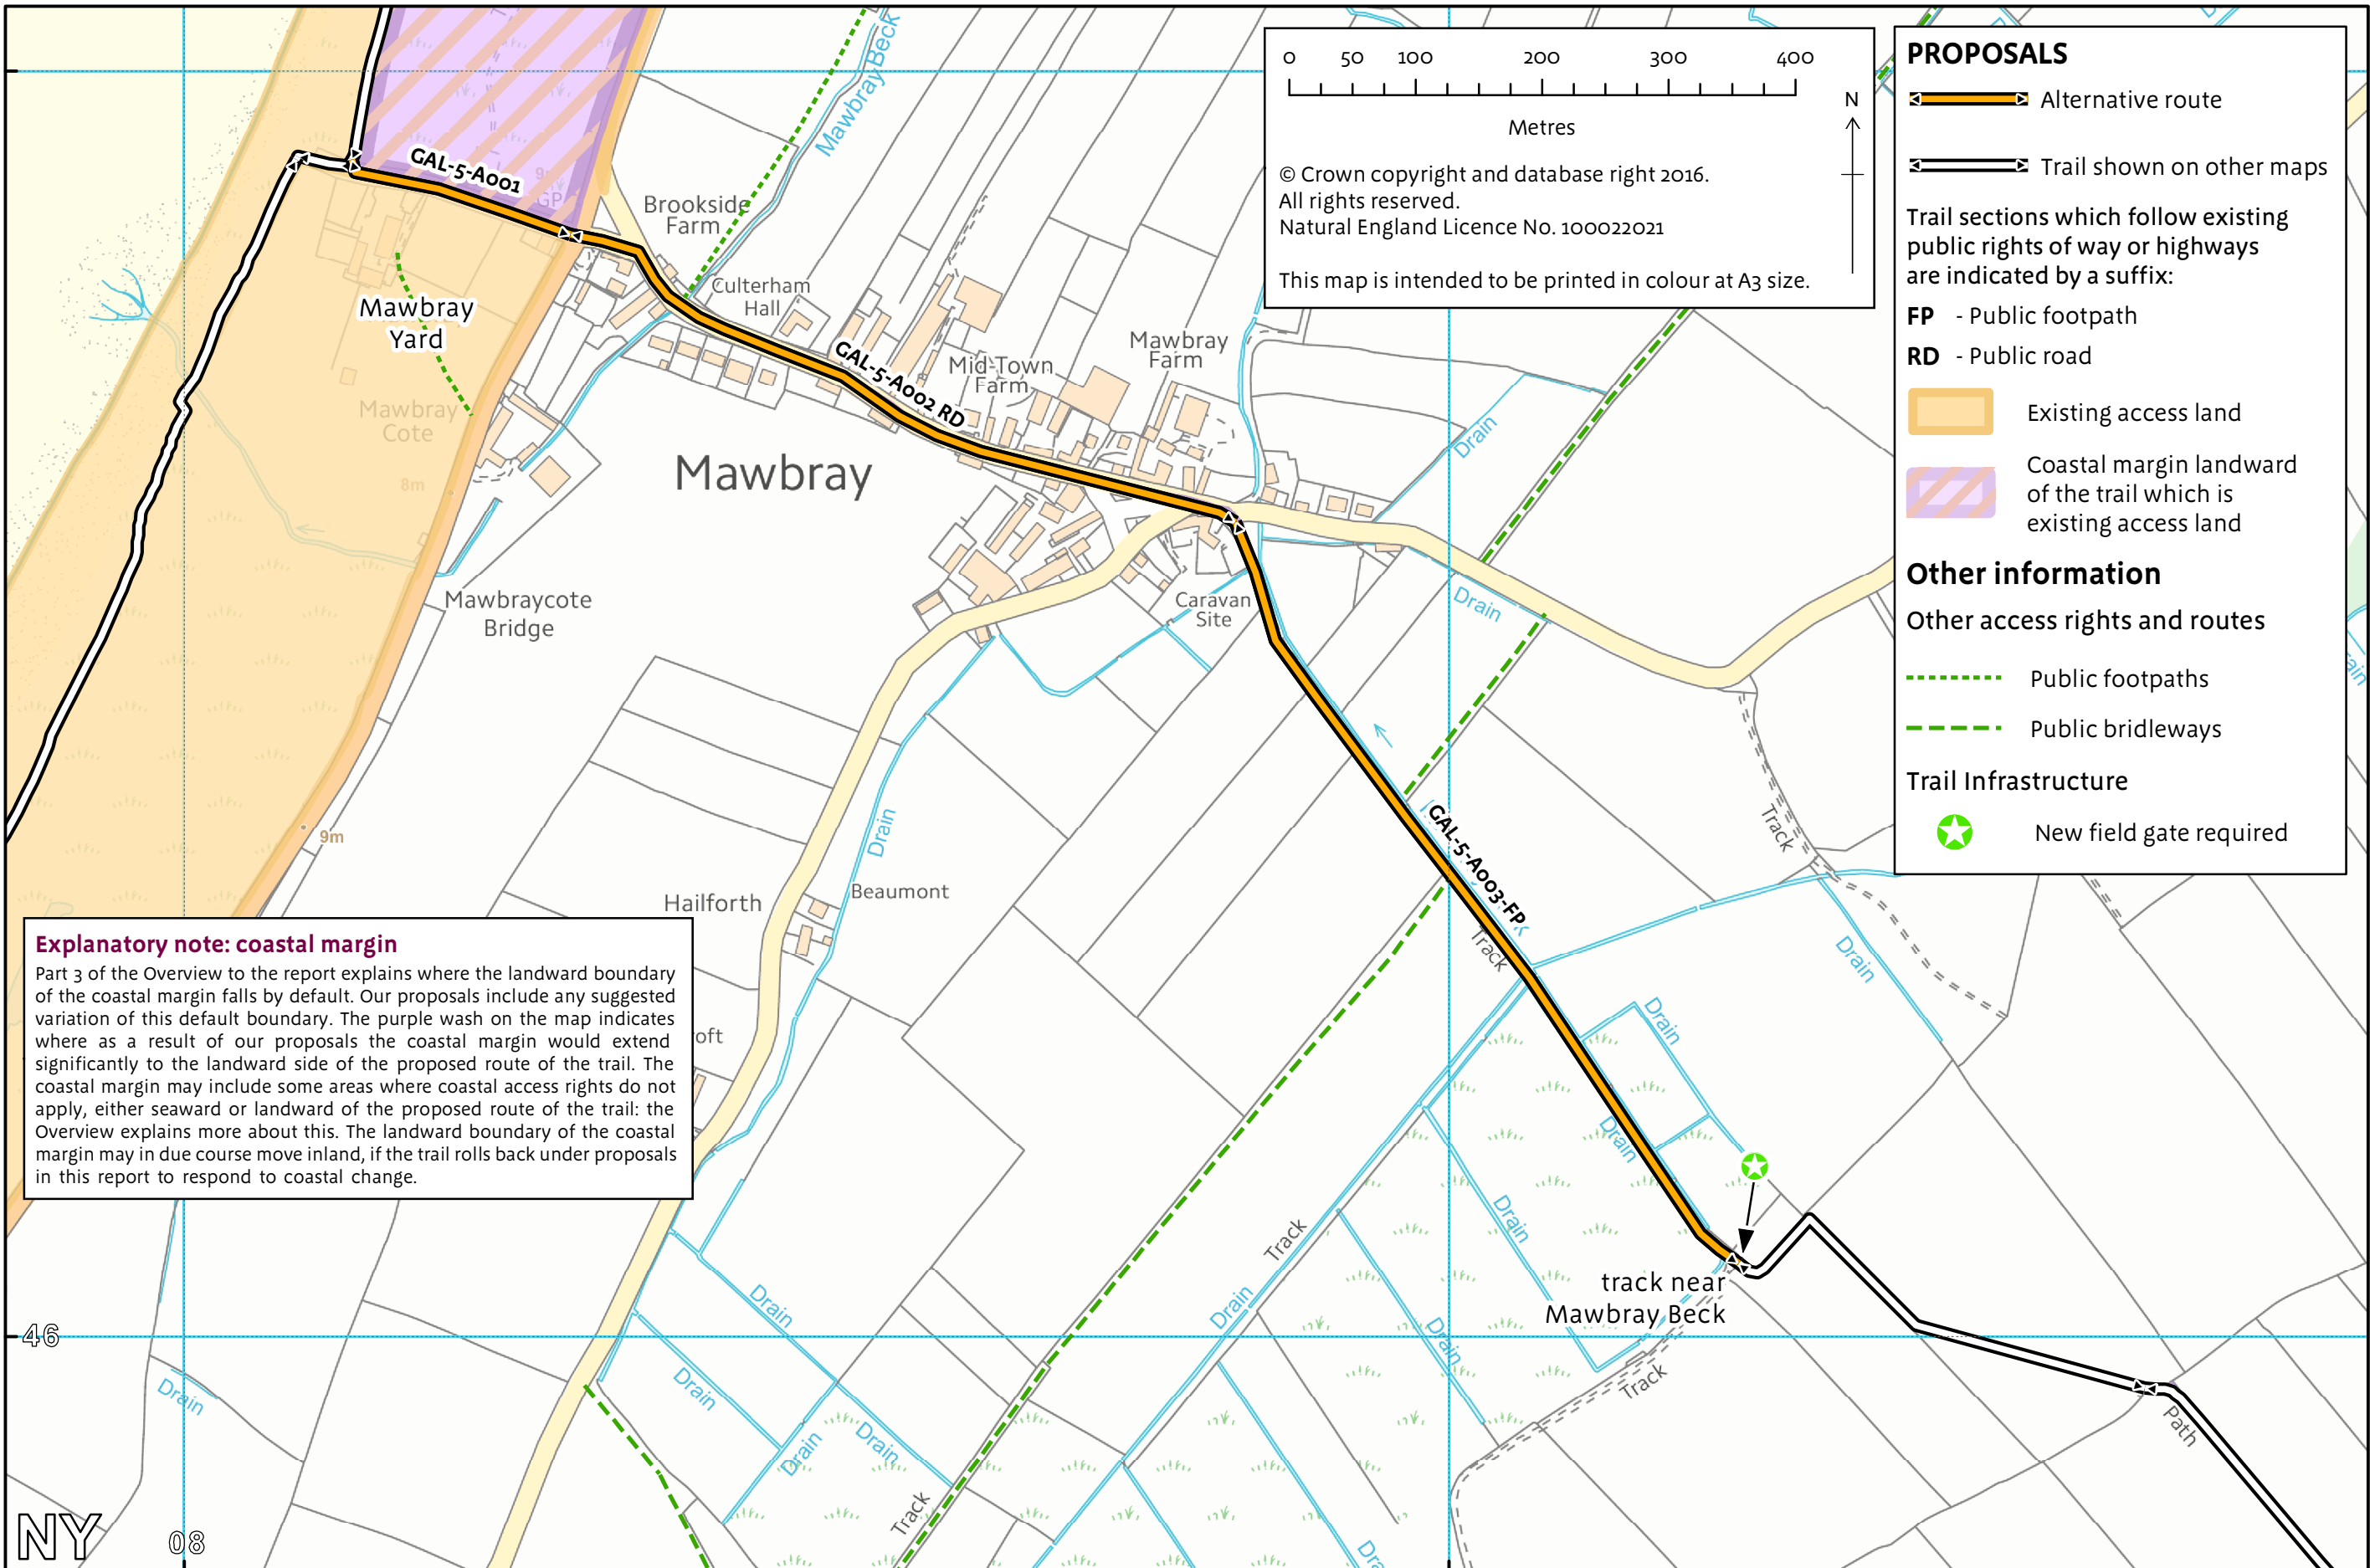 0 50 100 200 300 400
Metres
N
© Crown copyright and database right 2016.
All rights reserved.
Natural England Licence No. 100022021
This map is intended to be printed in colour at A3 size.
PROPOSALS
Alternative route
Trail shown on other maps
Trail sections which follow existing
public rights of way or highways
are indicated by a suffix:
FP - Public footpath
RD - Public road
Existing access land
Coastal margin landward
of the trail which is
existing access land
Other information
Other access rights and routes
Public footpaths
Public bridleways
Trail Infrastructure
New field gate required
Mawbray Beck
GAL-5-A001
9m
GP
Brookside
Farm
Culterham
Hall
Mawbray
Yard
Mawbray
Cote
8m
GAL-5-A002 RD
Mid-Town
Farm
Mawbray
Farm
Mawbray
Drain
Drain
Caravan
Site
Mawbraycote
Bridge
9m
Drain
Hailforth
Beaumont
GAL-5-A003-FP
Track
Track
Drain
Drain
Drain
Explanatory note: coastal margin
Part 3 of the Overview to the report explains where the landward boundary
of the coastal margin falls by default. Our proposals include any suggested
variation of this default boundary. The purple wash on the map indicates
where as a result of our proposals the coastal margin would extend
significantly to the landward side of the proposed route of the trail. The
coastal margin may include some areas where coastal access rights do not
apply, either seaward or landward of the proposed route of the trail: the
Overview explains more about this. The landward boundary of the coastal
margin may in due course move inland, if the trail rolls back under proposals
in this report to respond to coastal change.
oft
Track
Drain
Drain
track near
Mawbray Beck
Drain
Drain
Track
46
Drain
Drain
Drain
Drain
Track
Path
NY
08